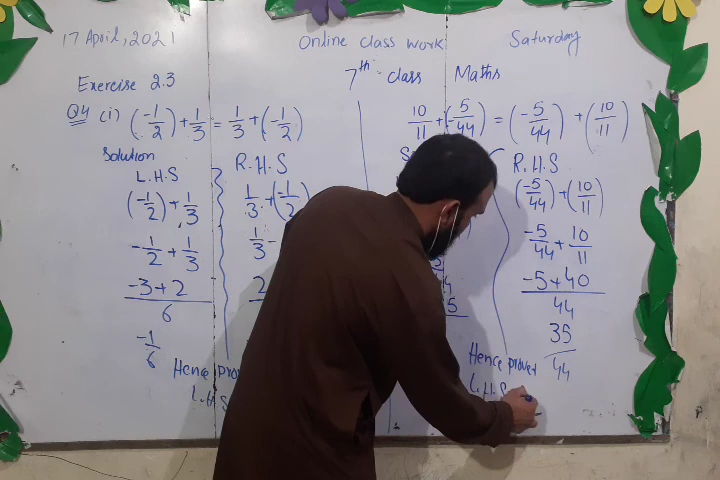 17 April, 2021 Online class work Saturday
7th class Maths
Exercise 2.3
Q4 (i) (-1/2) + 1/3 = 1/3 + (-1/2)
Solution
L.H.S
(-1/2) + 1/3
-1/2 + 1/3
-3+2/6
-1/6
Hence
L.H.S
R.H.S
1/3 + (-1/2)
1/3 -
2
10/11 + (-5/44) = (-5/44) + (10/11)
R.H.S
(-5/44) + (10/11)
-5/44 + 10/11
-5+40/44
35/44
Hence prover
L.H.S